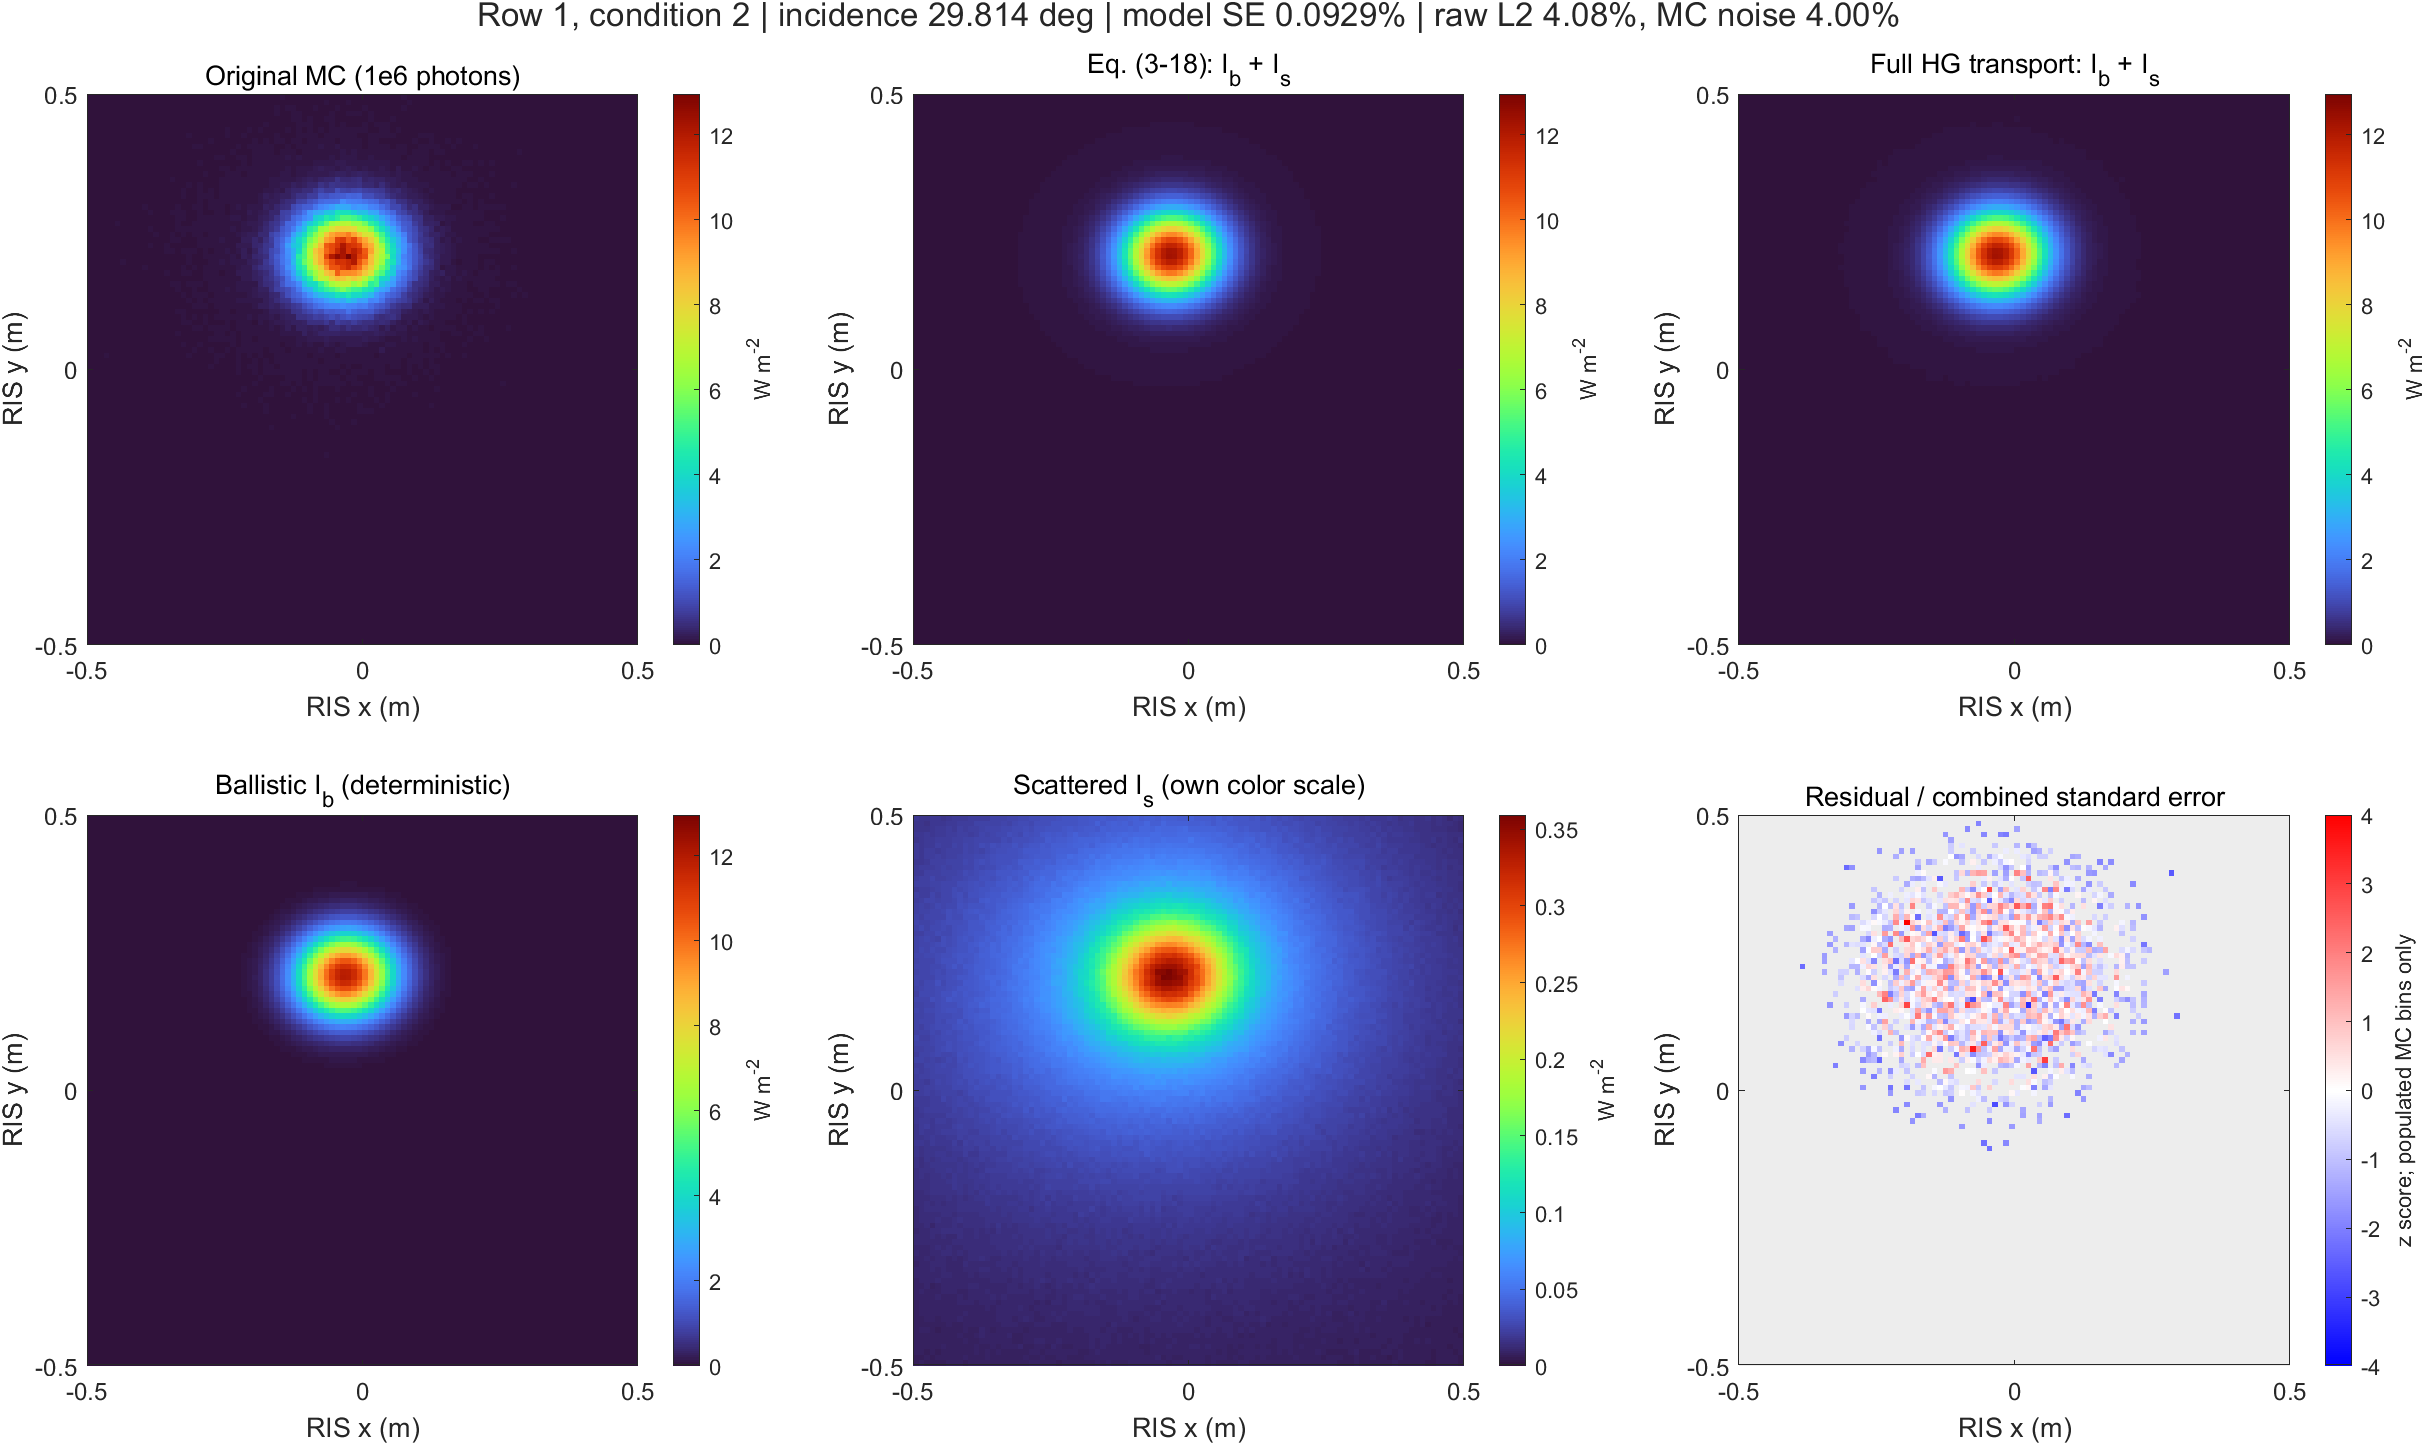 Row 1, condition 2 | incidence 29.814 deg | model SE 0.0929% | raw L2 4.08%, MC noise 4.00%
Original MC (1e6 photons)
0.5
0
-0.5
-0.5 0 0.5
RIS x (m)
RIS y (m)
12
10
8
6
4
2
0
W m-2
Eq. (3-18): Ib + Is
0.5
0
-0.5
-0.5 0 0.5
RIS x (m)
RIS y (m)
12
10
8
6
4
2
0
W m-2
Full HG transport: Ib + Is
0.5
0
-0.5
-0.5 0 0.5
RIS x (m)
RIS y (m)
12
10
8
6
4
2
0
W m-2
Ballistic Ib (deterministic)
0.5
0
-0.5
-0.5 0 0.5
RIS x (m)
RIS y (m)
12
10
8
6
4
2
0
W m-2
Scattered Is (own color scale)
0.5
0
-0.5
-0.5 0 0.5
RIS x (m)
RIS y (m)
0.35
0.3
0.25
0.2
0.15
0.1
0.05
0
W m-2
Residual / combined standard error
0.5
0
-0.5
-0.5 0 0.5
RIS x (m)
RIS y (m)
4
3
2
1
0
-1
-2
-3
-4
z score; populated MC bins only